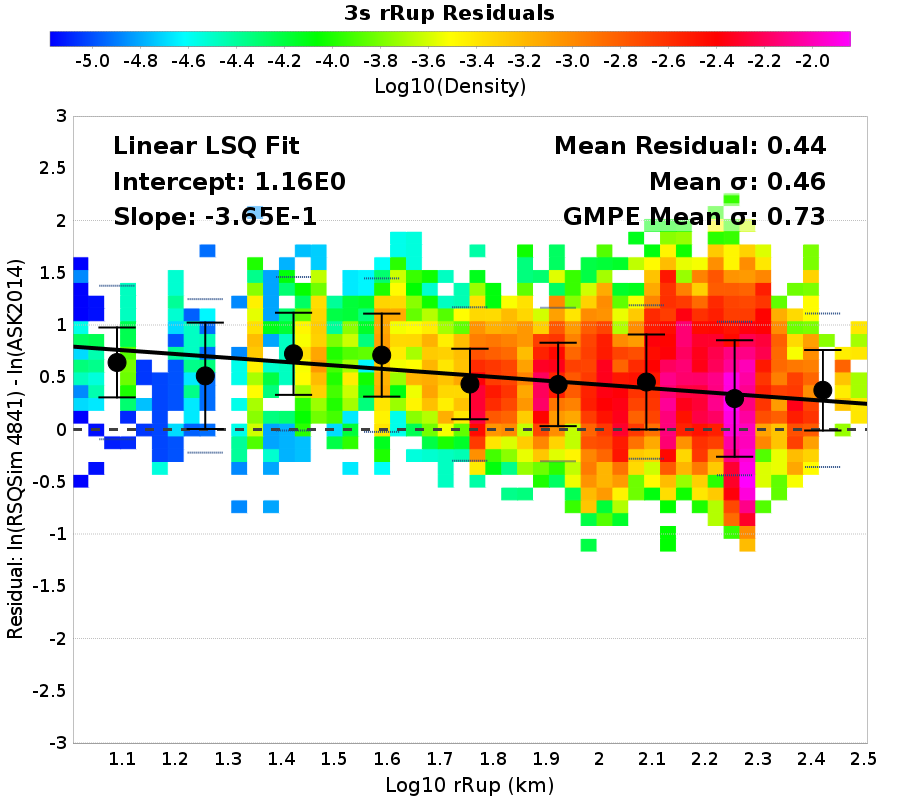 3s rRup Residuals
-5.0 -4.8 -4.6 -4.4 -4.2 -4.0 -3.8 -3.6 -3.4 -3.2 -3.0 -2.8 -2.6 -2.4 -2.2 -2.0
Log10(Density)
Linear LSQ Fit
Intercept: 1.16E0
Slope: -3.65E-1
Mean Residual: 0.44
Mean σ: 0.46
GMPE Mean σ: 0.73
Residual: ln(RSQSim 4841) - ln(ASK2014)
3
2.5
2
1.5
1
0.5
0
-0.5
-1
-1.5
-2
-2.5
-3
1.1 1.2 1.3 1.4 1.5 1.6 1.7 1.8 1.9 2 2.1 2.2 2.3 2.4 2.5
Log10 rRup (km)